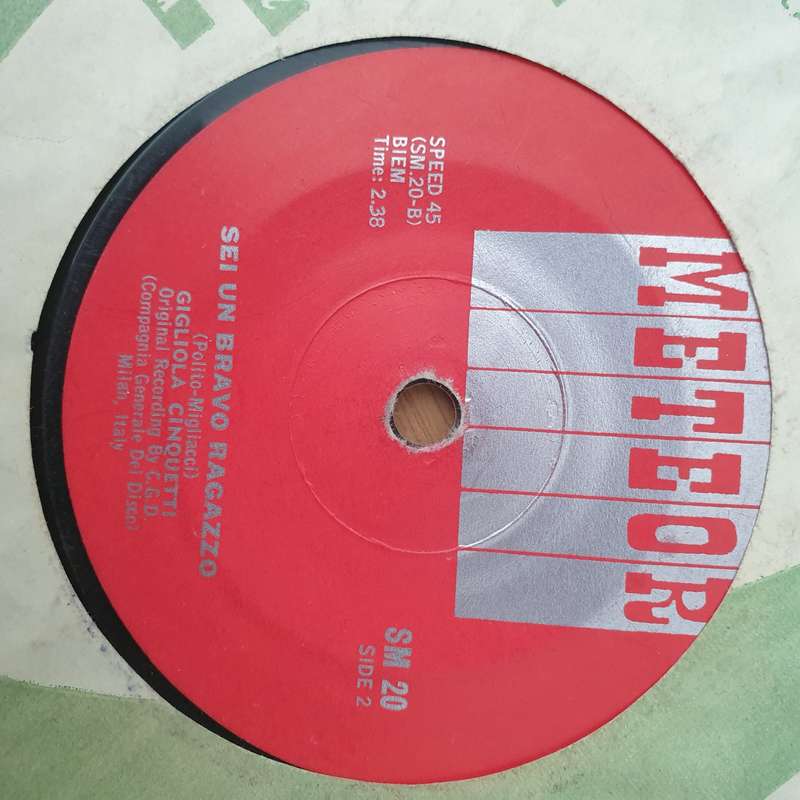 METEOR
SPEED 45
(SM.20-B)
BIEM
Time: 2.38
SM 20
SIDE 2
SEI UN BRAVO RAGAZZO
(Polito-Migliacci)
GIGLIOLA CINQUETTI
Original Recording By C.G.D.
(Compagnia Generale Del Disco)
Milan, Italy